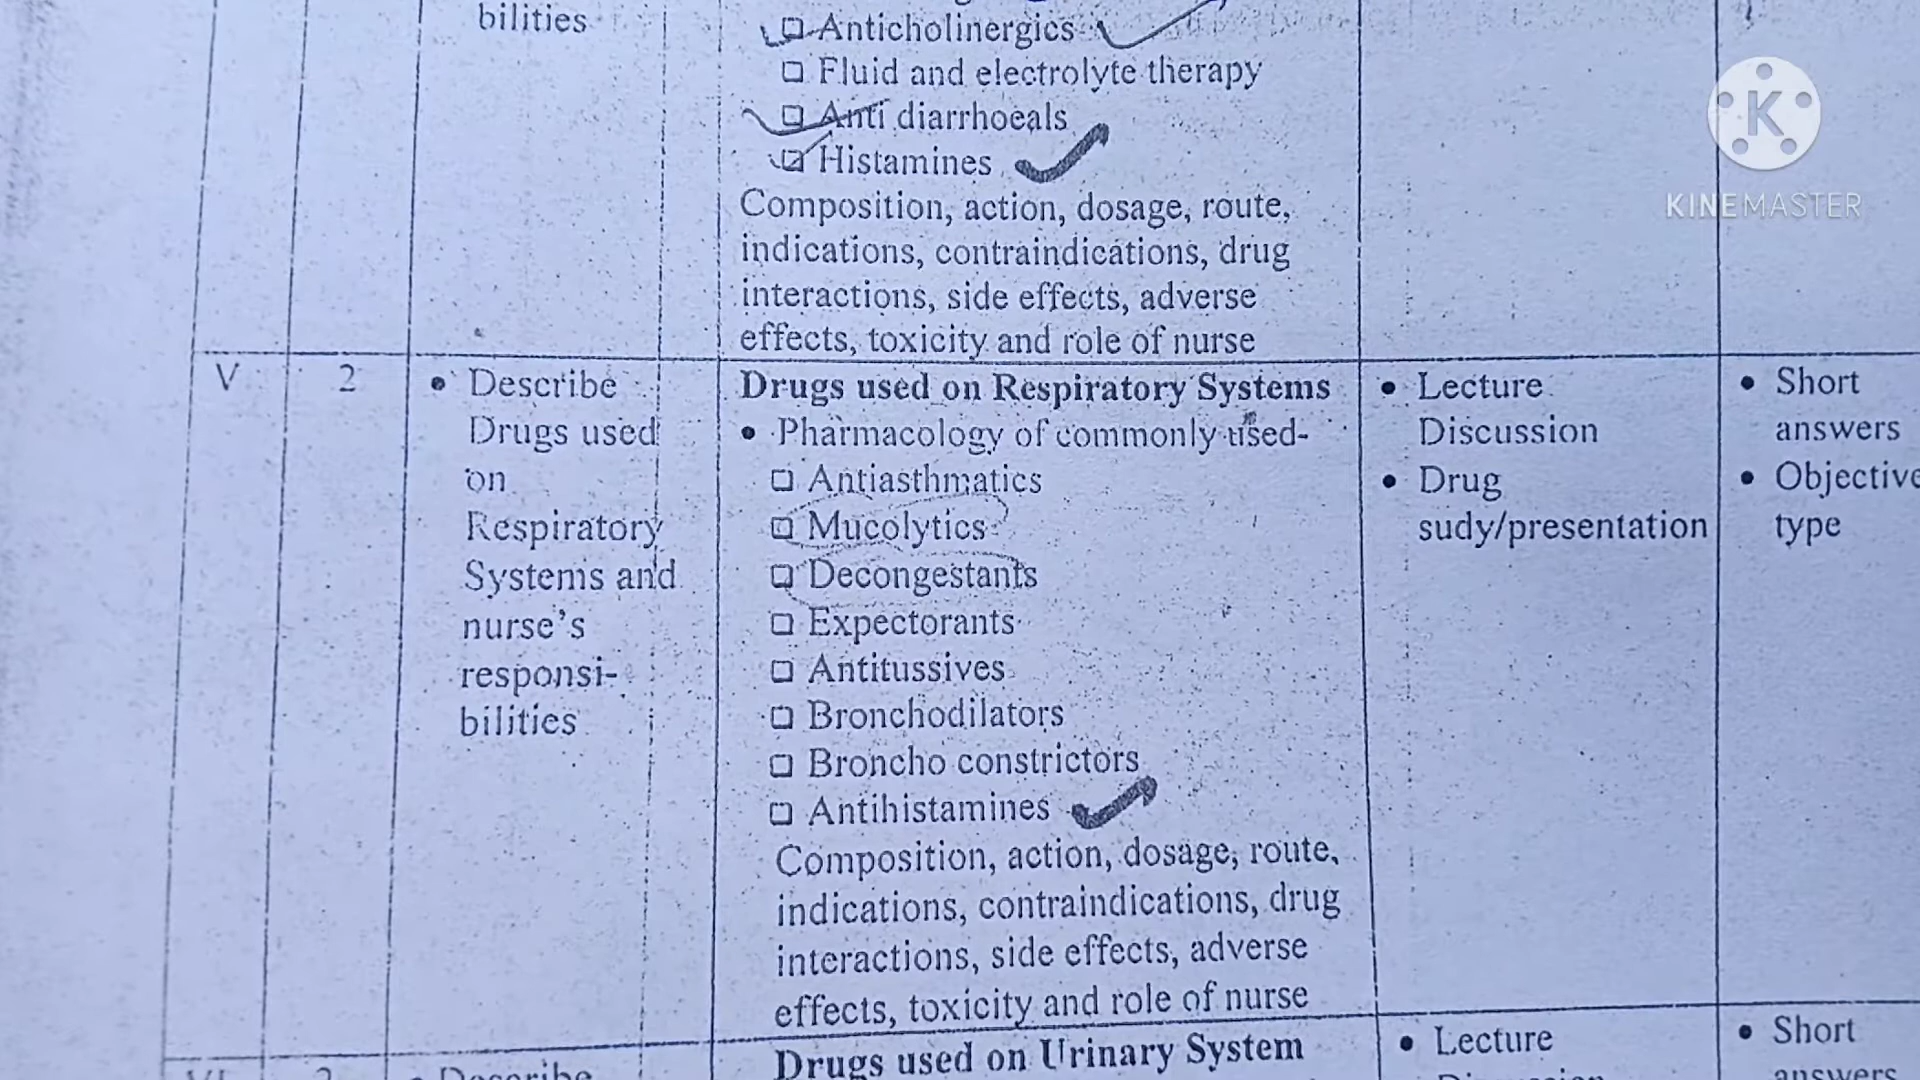 bilities
Anticholinergics
Fluid and electrolyte therapy
Anti diarrhoeals
Histamines
Composition, action, dosage, route,
indications, contraindications, drug
interactions, side effects, adverse
effects, toxicity and role of nurse
K
KINEMASTER
V
2
• Describe
Drugs used
on
Respiratory
Systems and
nurse's
responsi-
bilities
Drugs used on Respiratory Systems
• Pharmacology of commonly used-
Antiasthmatics
Mucolytics
Decongestants
Expectorants
Antitussives
Bronchodilators
Broncho constrictors
Antihistamines
Composition, action, dosage, route,
indications, contraindications, drug
interactions, side effects, adverse
effects, toxicity and role of nurse
• Lecture
Discussion
• Drug
sudy/presentation
• Short
answers
• Objective
type
• Describe
Drugs used on Urinary System
• Lecture
• Short
answers